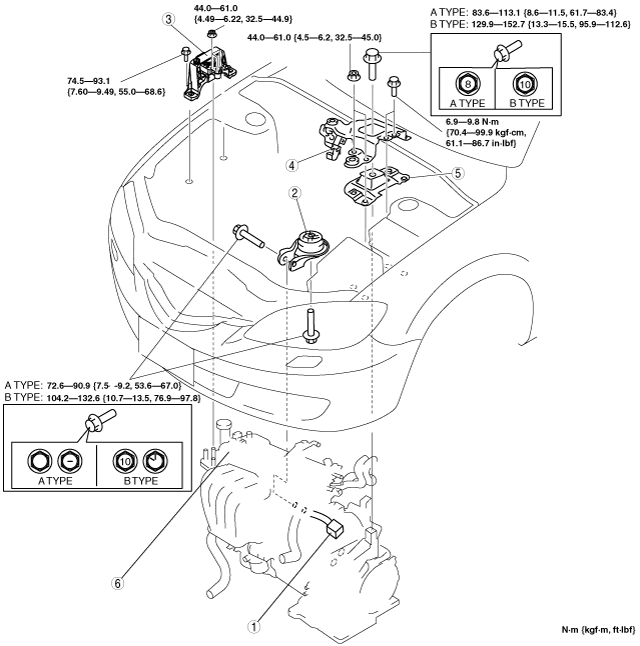 ③
44.0—61.0
{4.49—6.22, 32.5—44.9}
44.0—61.0 {4.5—6.2, 32.5—45.0}
A TYPE: 83.6—113.1 {8.6—11.5, 61.7—83.4}
B TYPE: 129.9—152.7 {13.3—15.5, 95.9—112.6}
8
10
A TYPE
B TYPE
74.5—93.1
{7.60—9.49, 55.0—68.6}
6.9—9.8 N·m
{70.4—99.9 kgf·cm,
61.1—86.7 in·lbf}
④
⑤
②
A TYPE: 72.6—90.9 {7.5- -9.2, 53.6—67.0}
B TYPE: 104.2—132.6 {10.7—13.5, 76.9—97.8}
10
A TYPE
B TYPE
⑥
①
N·m {kgf·m, ft·lbf}